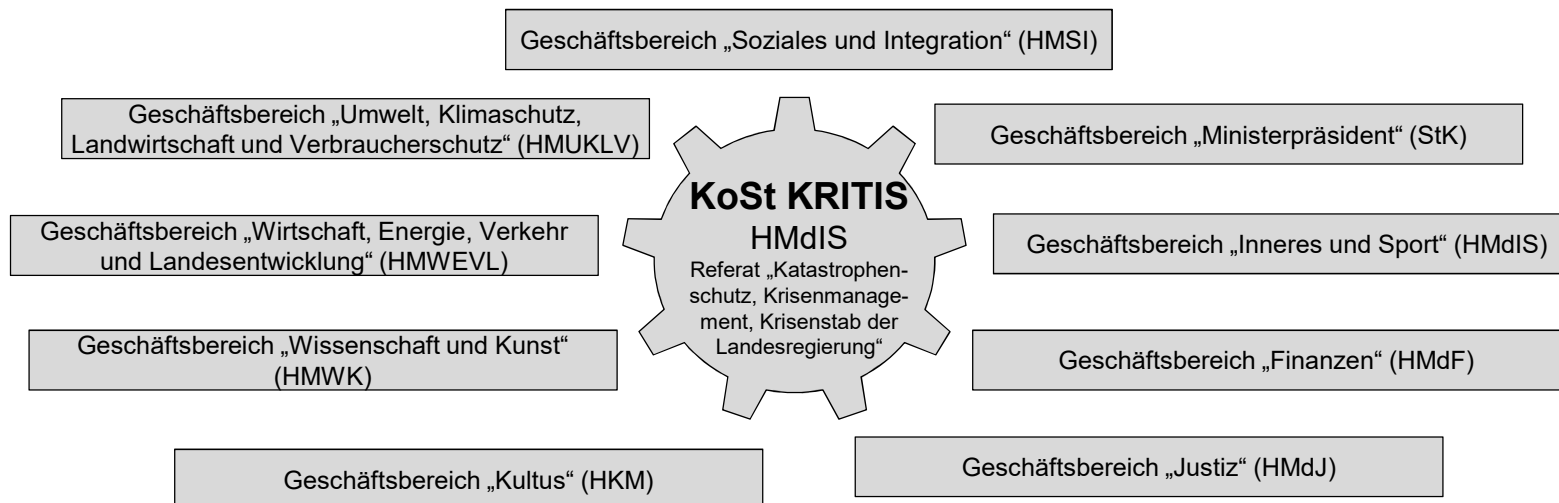 Geschäftsbereich „Soziales und Integration“ (HMSI)
Geschäftsbereich „Umwelt, Klimaschutz,
Landwirtschaft und Verbraucherschutz“ (HMUKLV)
Geschäftsbereich „Ministerpräsident“ (StK)
KoSt KRITIS
HMdIS
Referat „Katastrophen-
schutz, Krisenmanage-
ment, Krisenstab der
Landesregierung“
Geschäftsbereich „Wirtschaft, Energie, Verkehr
und Landesentwicklung“ (HMWEVL)
Geschäftsbereich „Inneres und Sport“ (HMdIS)
Geschäftsbereich „Wissenschaft und Kunst“
(HMWK)
Geschäftsbereich „Finanzen“ (HMdF)
Geschäftsbereich „Kultus“ (HKM)
Geschäftsbereich „Justiz“ (HMdJ)